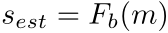 s_{est} = F_b(m)